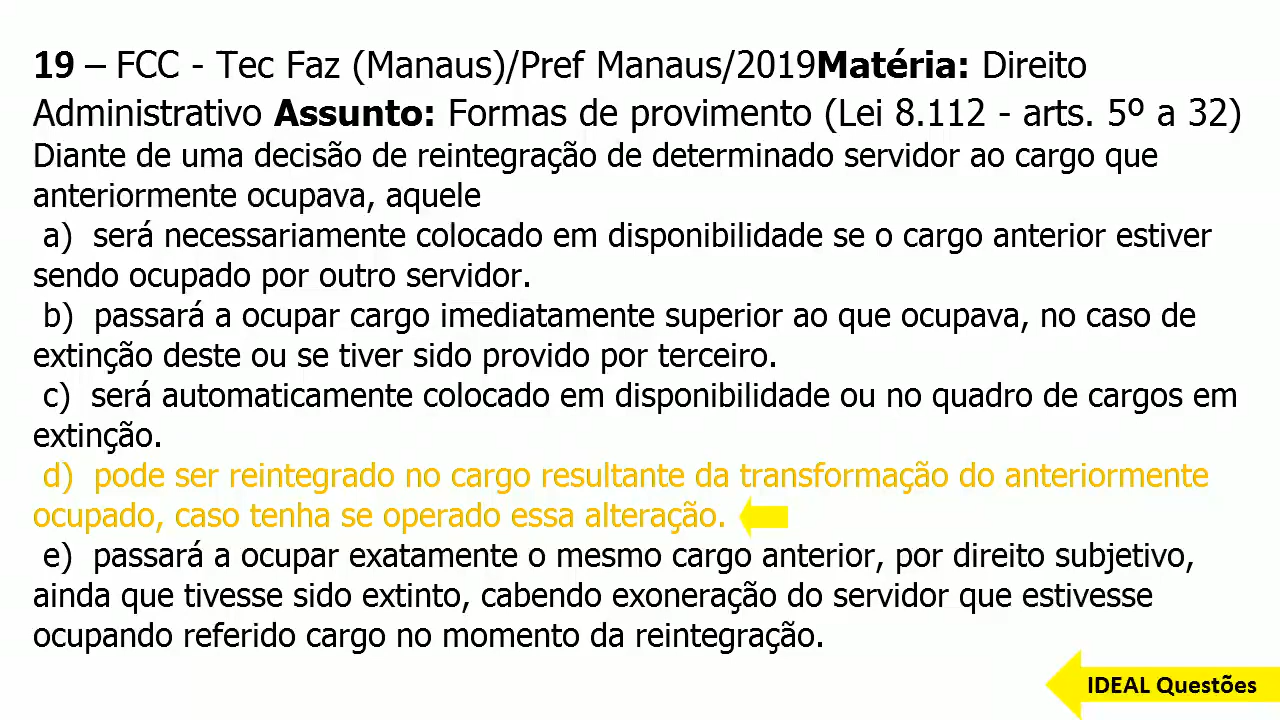 19 – FCC - Tec Faz (Manaus)/Pref Manaus/2019Matéria: Direito
Administrativo Assunto: Formas de provimento (Lei 8.112 - arts. 5º a 32)
Diante de uma decisão de reintegração de determinado servidor ao cargo que
anteriormente ocupava, aquele
a) será necessariamente colocado em disponibilidade se o cargo anterior estiver
sendo ocupado por outro servidor.
b) passará a ocupar cargo imediatamente superior ao que ocupava, no caso de
extinção deste ou se tiver sido provido por terceiro.
c) será automaticamente colocado em disponibilidade ou no quadro de cargos em
extinção.
d) pode ser reintegrado no cargo resultante da transformação do anteriormente
ocupado, caso tenha se operado essa alteração.
e) passará a ocupar exatamente o mesmo cargo anterior, por direito subjetivo,
ainda que tivesse sido extinto, cabendo exoneração do servidor que estivesse
ocupando referido cargo no momento da reintegração.
IDEAL Questões